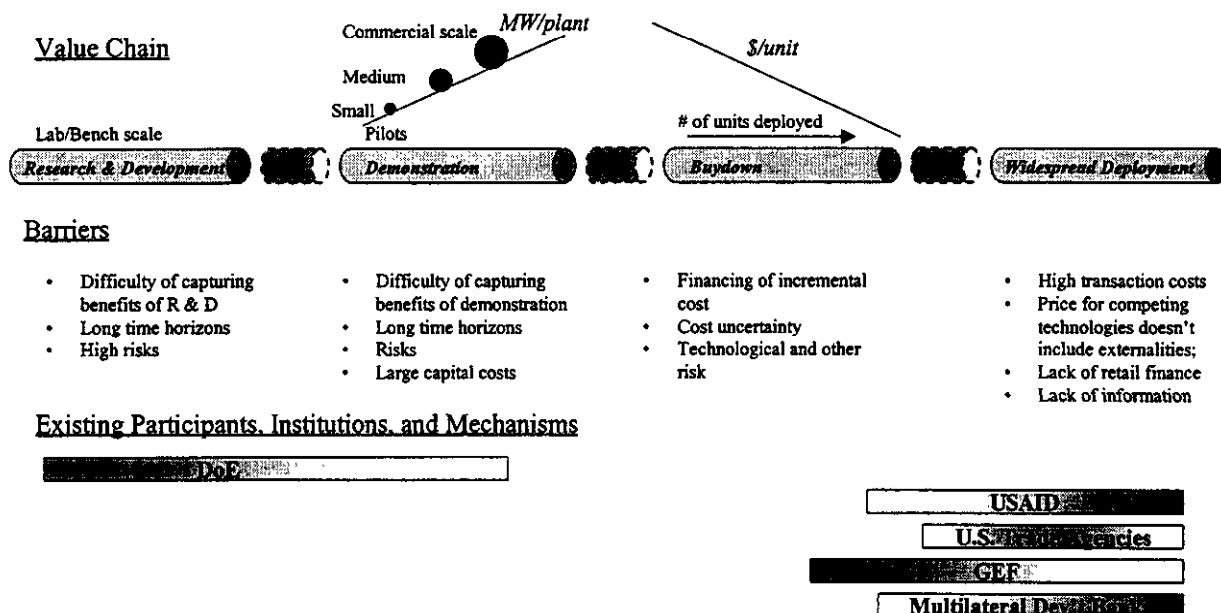 Value Chain
Commercial scale
MW/plant
$/unit
Medium
Small
Lab/Bench scale
Pilots
# of units deployed
Research & Development
Demonstration
Buydown
Widespread Deployment
Barriers
• Difficulty of capturing
benefits of R & D
• Long time horizons
• High risks
• Difficulty of capturing
benefits of demonstration
• Long time horizons
• Risks
• Large capital costs
• Financing of incremental
cost
• Cost uncertainty
• Technological and other
risk
• High transaction costs
• Price for competing
technologies doesn't
include externalities;
• Lack of retail finance
• Lack of information
Existing Participants, Institutions, and Mechanisms
DoE
USAID
U.S. Trade Agencies
GEF
Multilateral Dev.